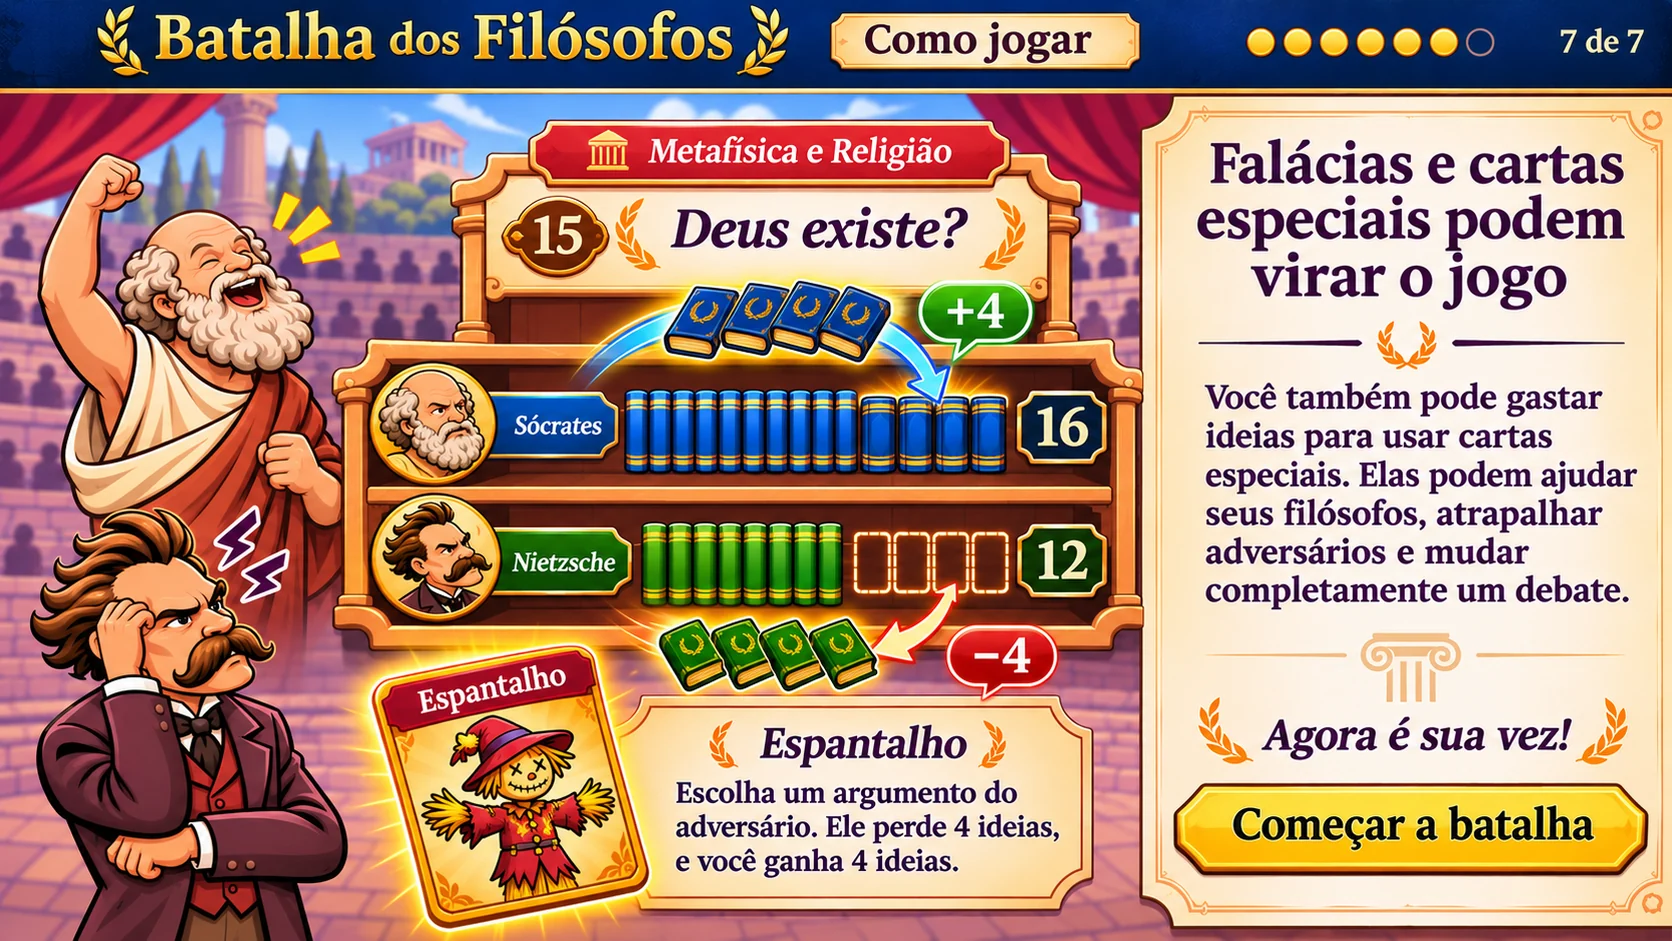 Batalha dos Filósofos
Como jogar
7 de 7
Metafísica e Religião
15
Deus existe?
+4
Sócrates
16
Nietzsche
12
-4
Espantalho
Espantalho
Escolha um argumento do
adversário. Ele perde 4 ideias,
e você ganha 4 ideias.
Falácias e cartas
especiais podem
virar o jogo
Você também pode gastar
ideias para usar cartas
especiais. Elas podem ajudar
seus filósofos, atrapalhar
adversários e mudar
completamente um debate.
Agora é sua vez!
Começar a batalha